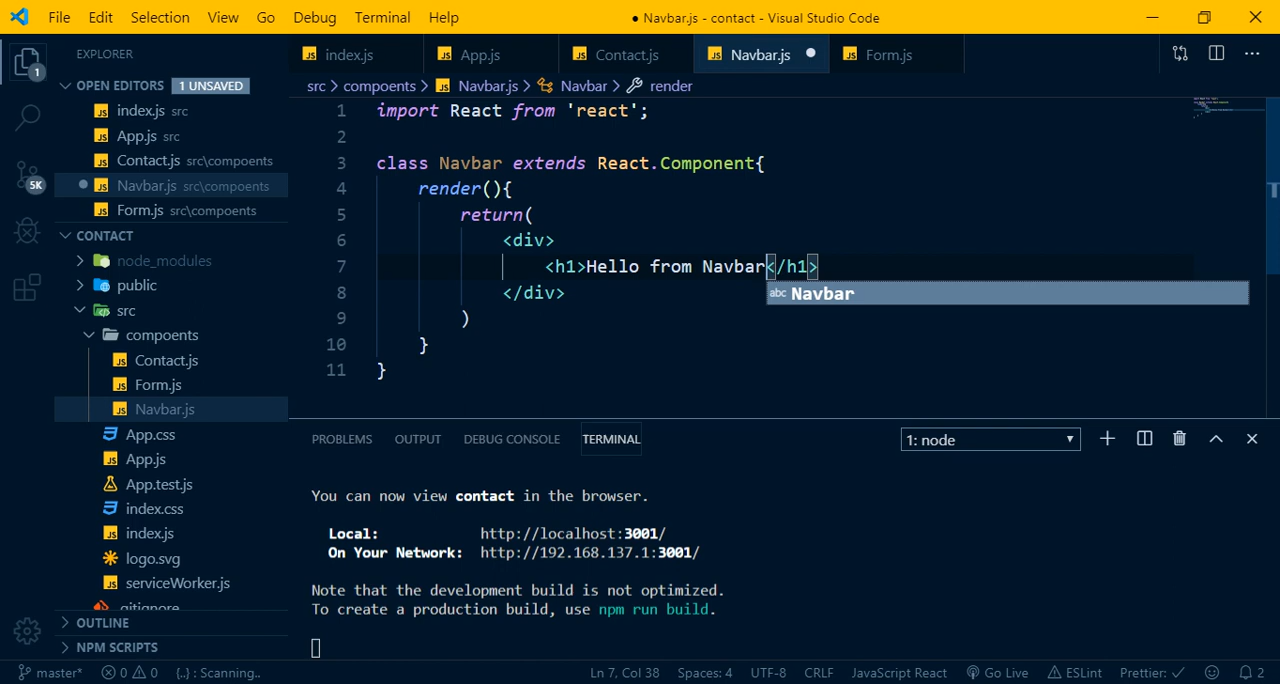 File Edit Selection View Go Debug Terminal Help
● Navbar.js - contact - Visual Studio Code
EXPLORER
OPEN EDITORS 1 UNSAVED
index.js src
App.js src
Contact.js src\compoents
Navbar.js src\compoents
Form.js src\compoents
CONTACT
node_modules
public
src
compoents
Contact.js
Form.js
Navbar.js
App.css
App.js
App.test.js
index.css
index.js
logo.svg
serviceWorker.js
.gitignore
OUTLINE
NPM SCRIPTS
1
5K
index.js App.js Contact.js Navbar.js ● Form.js
src > compoents > Navbar.js > Navbar > render
1 import React from 'react';
2
3 class Navbar extends React.Component{
4 render(){
5 return(
6 <div>
7 <h1>Hello from Navbar</h1>
abc Navbar
8 </div>
9 )
10 }
11 }
PROBLEMS OUTPUT DEBUG CONSOLE TERMINAL 1: node
You can now view contact in the browser.
Local: http://localhost:3001/
On Your Network: http://192.168.137.1:3001/
Note that the development build is not optimized.
To create a production build, use npm run build.
master* 0 0 {..} : Scanning.. Ln 7, Col 38 Spaces: 4 UTF-8 CRLF JavaScript React Go Live ESLint Prettier: ✓ 2